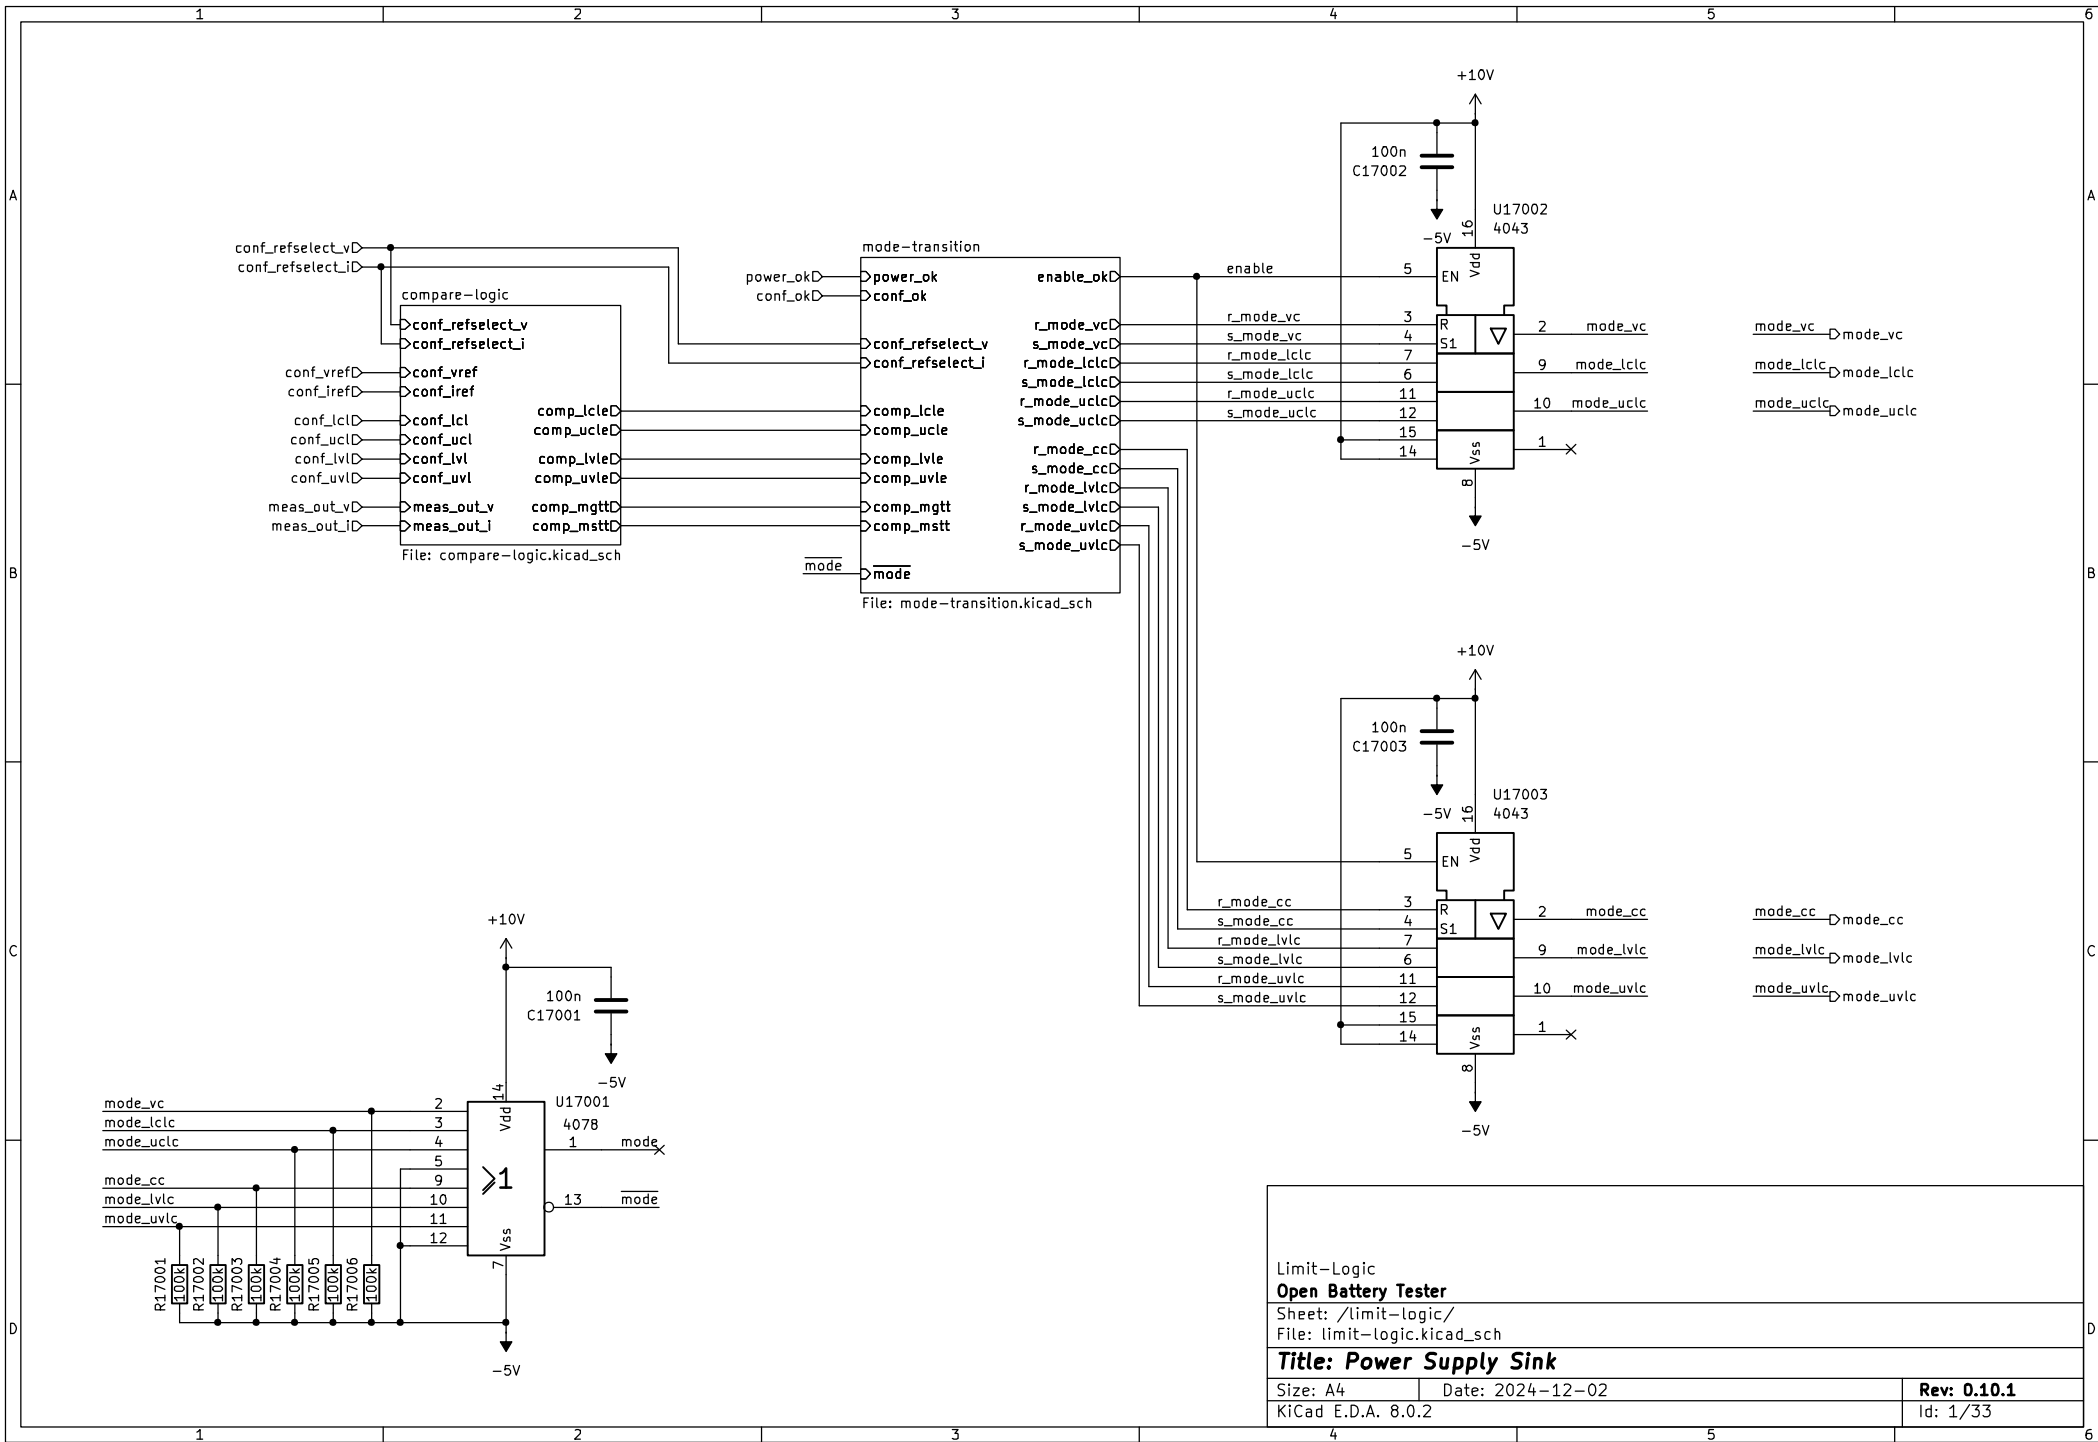 1 2 3 4 5 6
A A
B B
C C
D D
1 2 3 4 5 6
conf_refselect_v
conf_refselect_i
compare-logic
conf_refselect_v
conf_refselect_i
conf_vref conf_vref
conf_iref conf_iref
conf_lcl conf_lcl
conf_ucl conf_ucl
conf_lvl conf_lvl
conf_uvl conf_uvl
meas_out_v meas_out_v
meas_out_i meas_out_i
comp_lcle
comp_ucle
comp_lvle
comp_uvle
comp_mgtt
comp_mstt
File: compare-logic.kicad_sch
mode-transition
power_ok power_ok
conf_ok conf_ok
conf_refselect_v
conf_refselect_i
comp_lcle
comp_ucle
comp_lvle
comp_uvle
comp_mgtt
comp_mstt
mode mode
enable_ok
r_mode_vc
s_mode_vc
r_mode_lclc
s_mode_lclc
r_mode_uclc
s_mode_uclc
r_mode_cc
s_mode_cc
r_mode_lvlc
s_mode_lvlc
r_mode_uvlc
s_mode_uvlc
File: mode-transition.kicad_sch
+10V
100n
C17002
-5V
16
U17002
4043
enable 5 EN Vdd
r_mode_vc 3 R
s_mode_vc 4 S1
r_mode_lclc 7
s_mode_lclc 6
r_mode_uclc 11
s_mode_uclc 12
15
14
Vss
8
-5V
2 mode_vc
9 mode_lclc
10 mode_uclc
1
mode_vc mode_vc
mode_lclc mode_lclc
mode_uclc mode_uclc
+10V
100n
C17003
-5V
16
U17003
4043
5 EN Vdd
r_mode_cc 3 R
s_mode_cc 4 S1
r_mode_lvlc 7
s_mode_lvlc 6
r_mode_uvlc 11
s_mode_uvlc 12
15
14
Vss
8
-5V
2 mode_cc
9 mode_lvlc
10 mode_uvlc
1
mode_cc mode_cc
mode_lvlc mode_lvlc
mode_uvlc mode_uvlc
+10V
100n
C17001
-5V
14
U17001
4078
Vdd
mode_vc 2
mode_lclc 3
mode_uclc 4
5
mode_cc 9
mode_lvlc 10
mode_uvlc 11
12
≥1
1 mode
13 mode
Vss
7
-5V
R17001 100k
R17002 100k
R17003 100k
R17004 100k
R17005 100k
R17006 100k
Limit-Logic
Open Battery Tester
Sheet: /limit-logic/
File: limit-logic.kicad_sch
Title: Power Supply Sink
Size: A4 Date: 2024-12-02 Rev: 0.10.1
KiCad E.D.A. 8.0.2 Id: 1/33